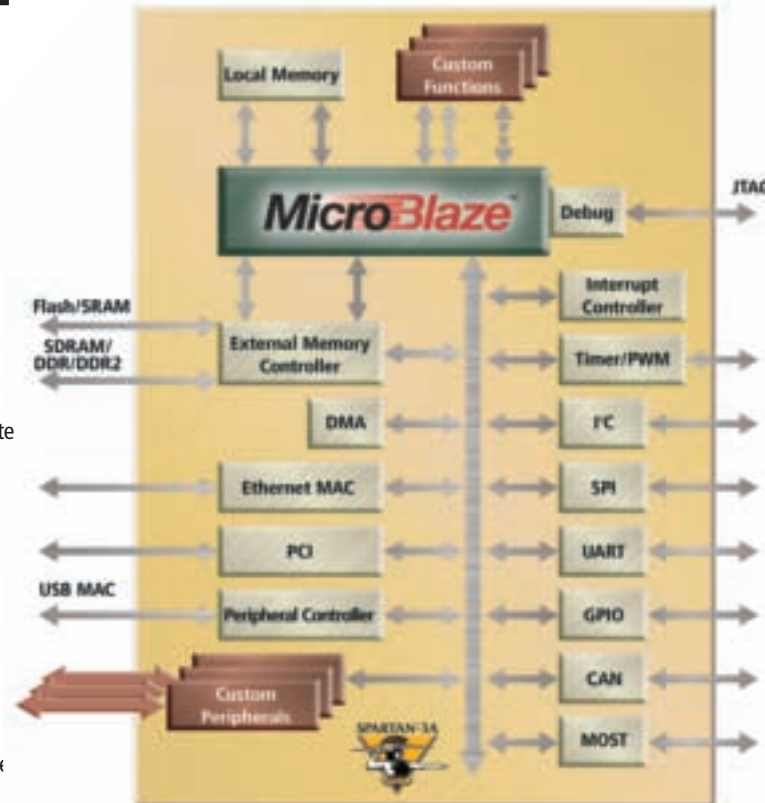 Local Memory
Custom
Functions
MicroBlaze™
Debug
JTAG
Interrupt
Controller
Flash/SRAM
SDRAM/
DDR/DDR2
External Memory
Controller
Timer/PWM
DMA
I²C
Ethernet MAC
SPI
PCI
UART
USB MAC
Peripheral Controller
GPIO
Custom
Peripherals
CAN
SPARTAN-3A
MOST